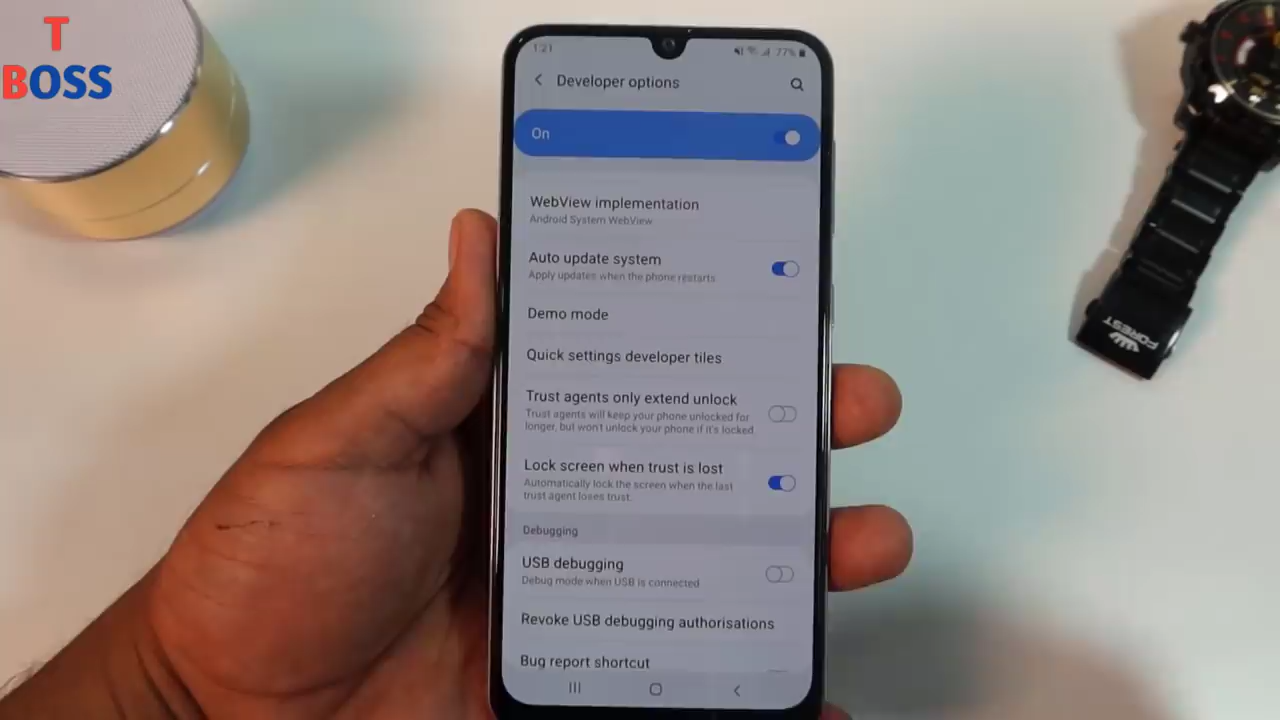 T
BOSS
1:21
77%
Developer options
On
WebView implementation
Android System WebView
Auto update system
Apply updates when the phone restarts.
Demo mode
Quick settings developer tiles
Trust agents only extend unlock
Trust agents will keep your phone unlocked for
longer, but won't unlock your phone if it's locked.
Lock screen when trust is lost
Automatically lock the screen when the last
trust agent loses trust.
Debugging
USB debugging
Debug mode when USB is connected
Revoke USB debugging authorisations
Bug report shortcut
FOREST